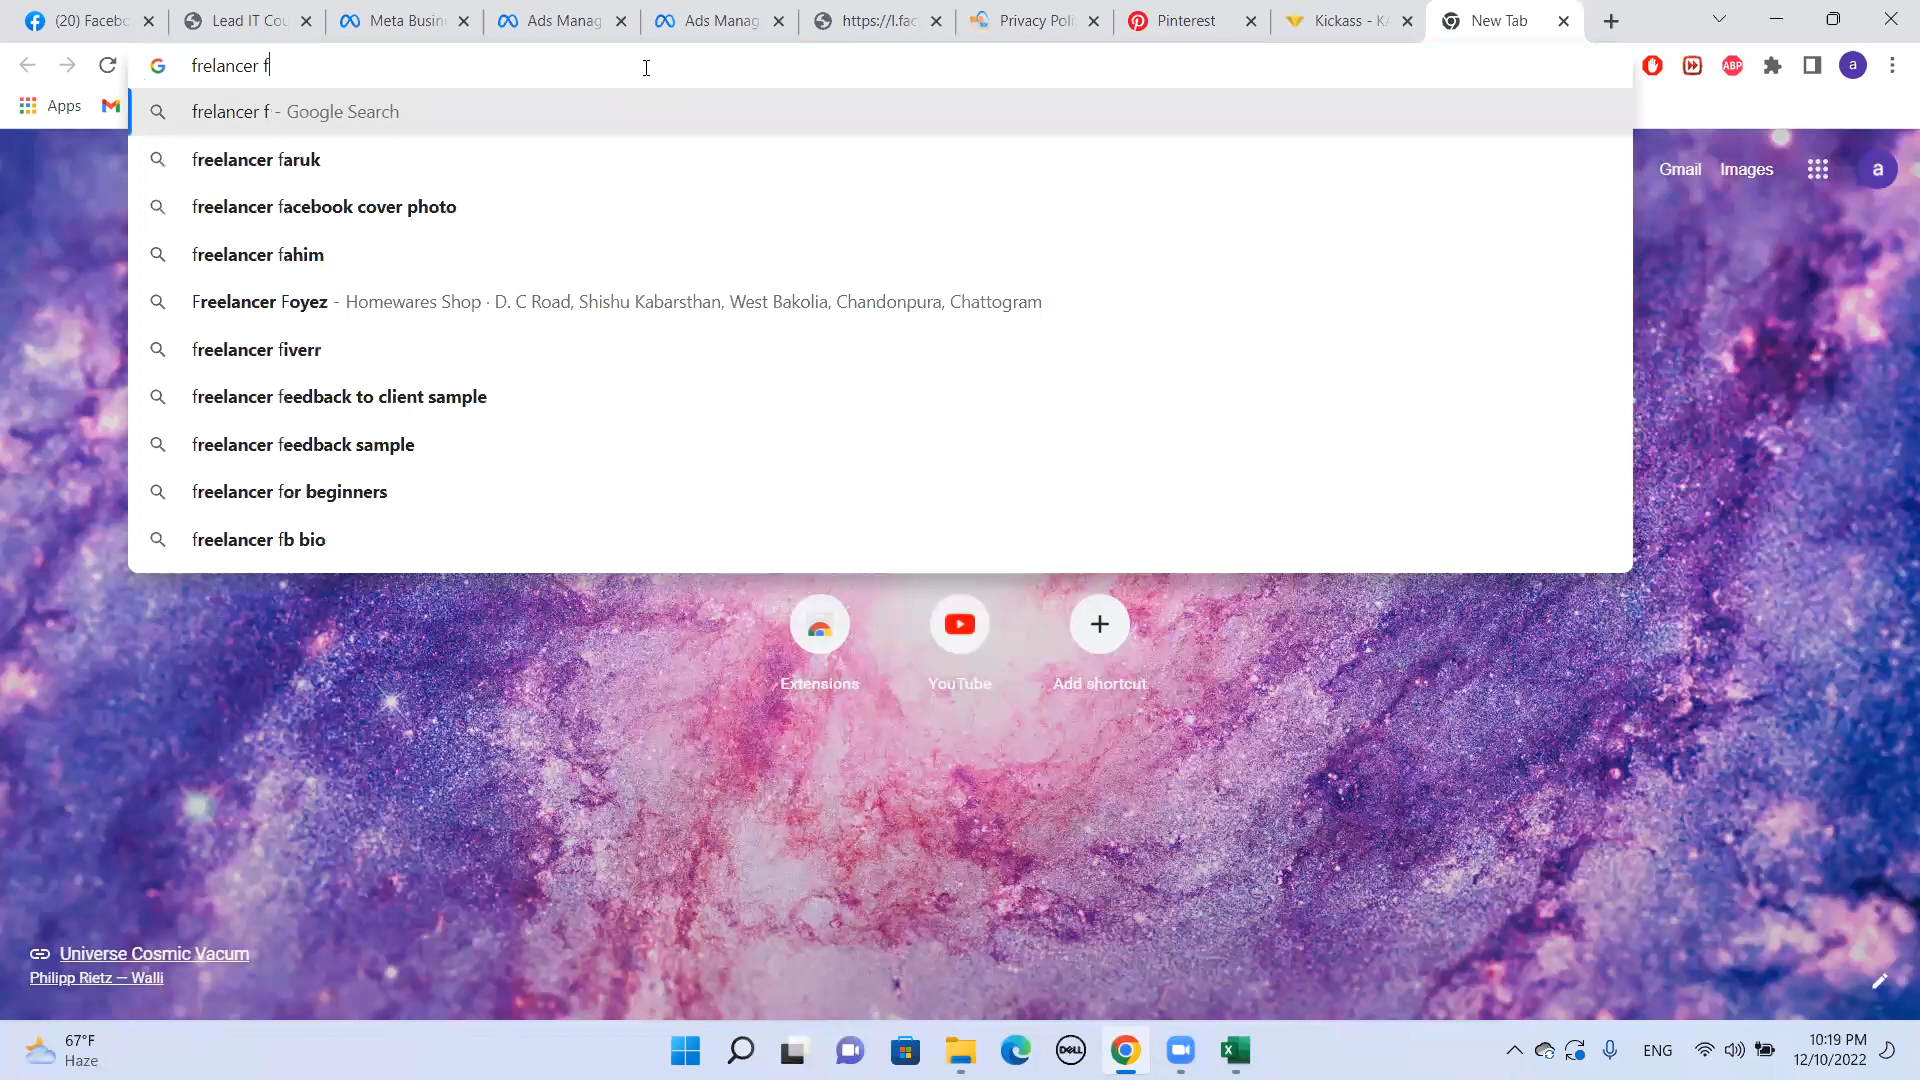 (20) Facebo
Lead IT Cou
Meta Busin
Ads Manag
Ads Manag
https://l.fac
Privacy Poli
Pinterest
Kickass - KA
New Tab
frelancer f
ABP
a
Apps
frelancer f - Google Search
freelancer faruk
freelancer facebook cover photo
freelancer fahim
Freelancer Foyez - Homewares Shop · D. C Road, Shishu Kabarsthan, West Bakolia, Chandonpura, Chattogram
freelancer fiverr
freelancer feedback to client sample
freelancer feedback sample
freelancer for beginners
freelancer fb bio
Gmail Images
a
Extensions
YouTube
Add shortcut
Universe Cosmic Vacum
Philipp Rietz — Walli
67°F
Haze
DELL
ENG
10:19 PM
12/10/2022